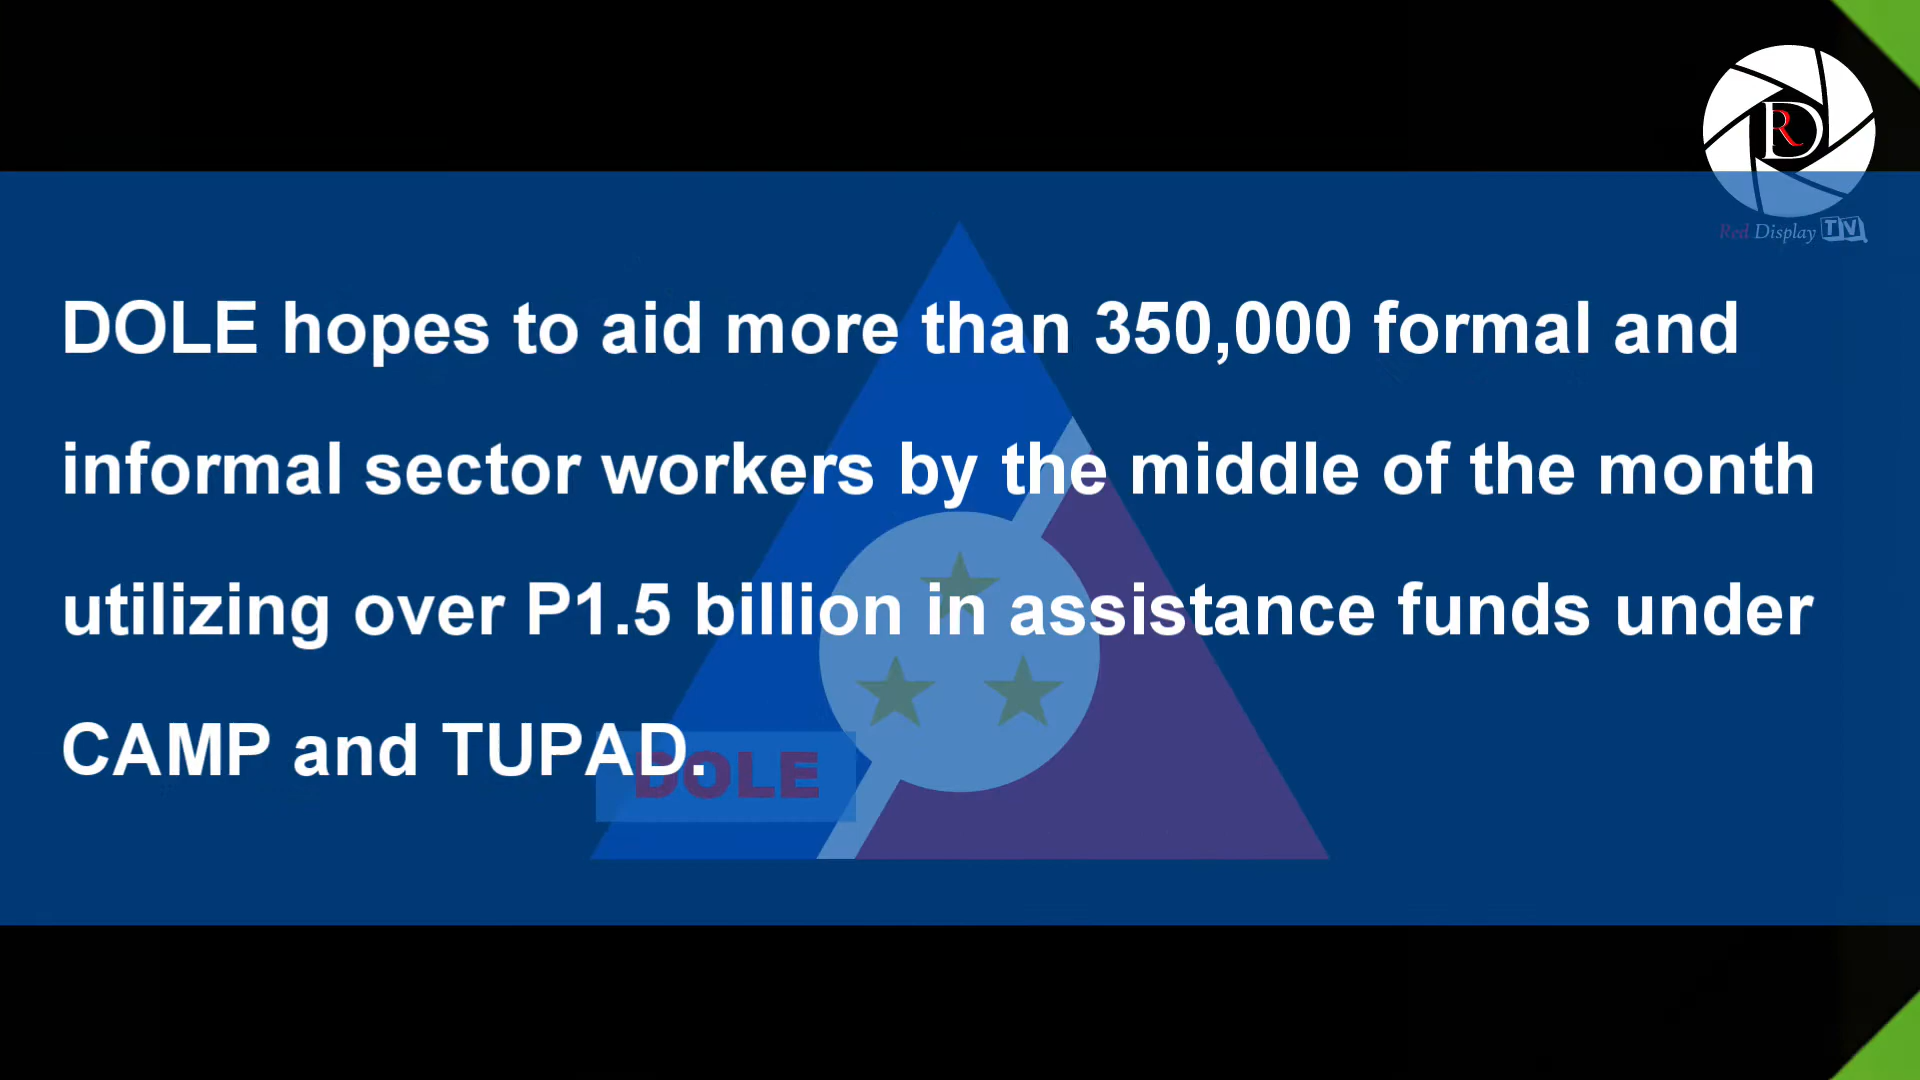 RD
Red Display TV
DOLE hopes to aid more than 350,000 formal and
informal sector workers by the middle of the month
utilizing over P1.5 billion in assistance funds under
CAMP and TUPAD.
DOLE